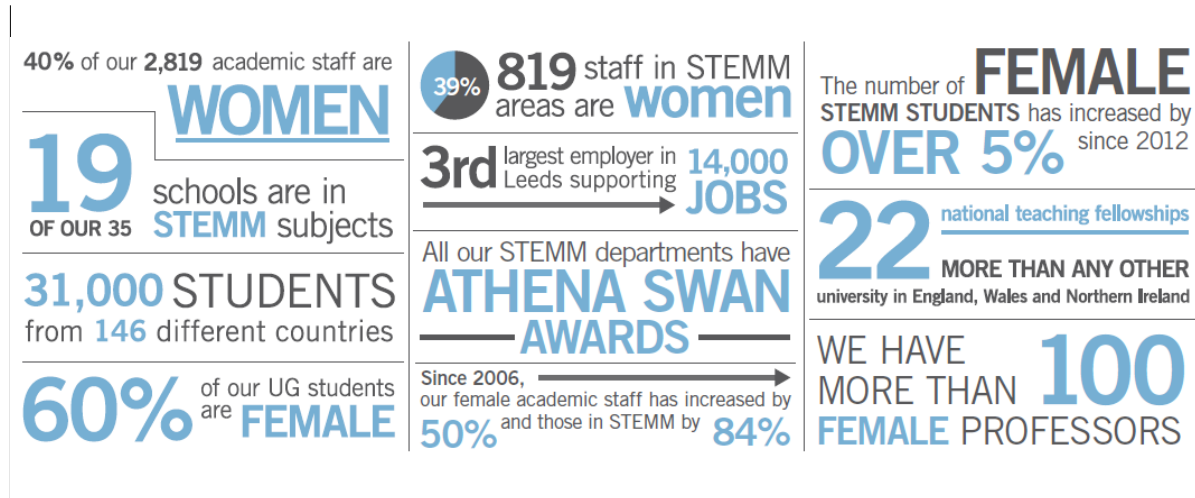 40% of our 2,819 academic staff are
WOMEN
19
OF OUR 35
schools are in
STEMM subjects
31,000 STUDENTS
from 146 different countries
60%
of our UG students
are FEMALE
39%
819 staff in STEMM
areas are women
3rd
largest employer in
Leeds supporting
14,000
JOBS
All our STEMM departments have
ATHENA SWAN
AWARDS
Since 2006,
our female academic staff has increased by
50% and those in STEMM by 84%
The number of FEMALE
STEMM STUDENTS has increased by
OVER 5% since 2012
22
national teaching fellowships
MORE THAN ANY OTHER
university in England, Wales and Northern Ireland
WE HAVE
MORE THAN 100
FEMALE PROFESSORS